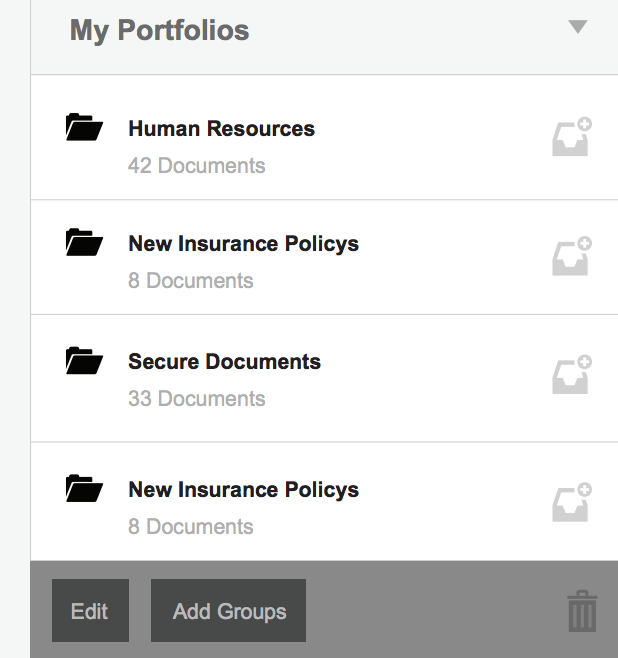 My Portfolios
Human Resources
42 Documents
New Insurance Policys
8 Documents
Secure Documents
33 Documents
New Insurance Policys
8 Documents
Edit
Add Groups